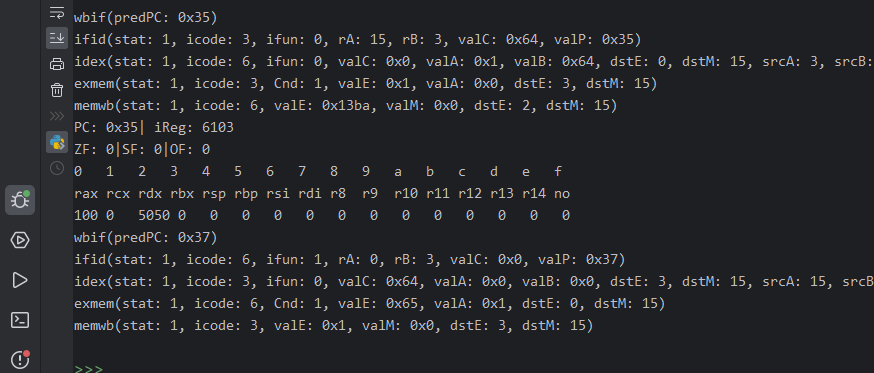 wbif(predPC: 0x35)
ifid(stat: 1, icode: 3, ifun: 0, rA: 15, rB: 3, valC: 0x64, valP: 0x35)
idex(stat: 1, icode: 6, ifun: 0, valC: 0x0, valA: 0x1, valB: 0x64, dstE: 0, dstM: 15, srcA: 3, srcB:
exmem(stat: 1, icode: 3, Cnd: 1, valE: 0x1, valA: 0x0, dstE: 3, dstM: 15)
memwb(stat: 1, icode: 6, valE: 0x13ba, valM: 0x0, dstE: 2, dstM: 15)
PC: 0x35| iReg: 6103
ZF: 0|SF: 0|OF: 0
0 1 2 3 4 5 6 7 8 9 a b c d e f
rax rcx rdx rbx rsp rbp rsi rdi r8 r9 r10 r11 r12 r13 r14 no
100 0 5050 0 0 0 0 0 0 0 0 0 0 0 0 0
wbif(predPC: 0x37)
ifid(stat: 1, icode: 6, ifun: 1, rA: 0, rB: 3, valC: 0x0, valP: 0x37)
idex(stat: 1, icode: 3, ifun: 0, valC: 0x64, valA: 0x0, valB: 0x0, dstE: 3, dstM: 15, srcA: 15, srcB
exmem(stat: 1, icode: 6, Cnd: 1, valE: 0x65, valA: 0x1, dstE: 0, dstM: 15)
memwb(stat: 1, icode: 3, valE: 0x1, valM: 0x0, dstE: 3, dstM: 15)
>>>